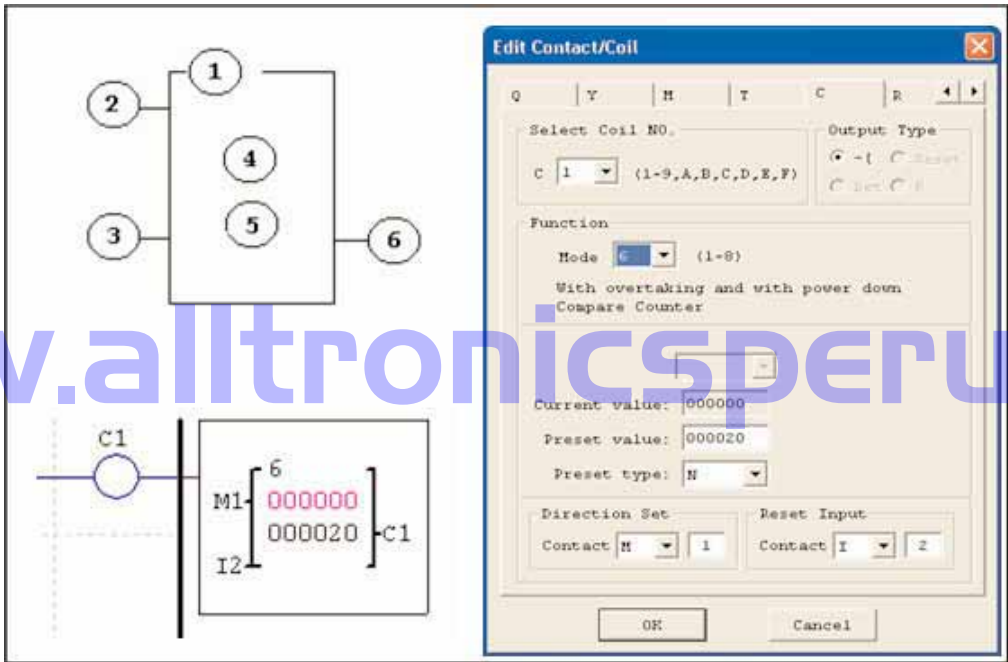 1
2
3
4
5
6
C1
6
M1
000000
000020
C1
I2
Edit Contact/Coil
Q Y M T C R
Select Coil NO.
C 1 (1-9,A,B,C,D,E,F)
Output Type
-(
Function
Mode 6 (1-8)
With overtaking and with power down
Compare Counter
Current value: 000000
Preset value: 000020
Preset type: N
Direction Set
Contact M 1
Reset Input
Contact I 2
OK Cancel
w.alltronicsperu